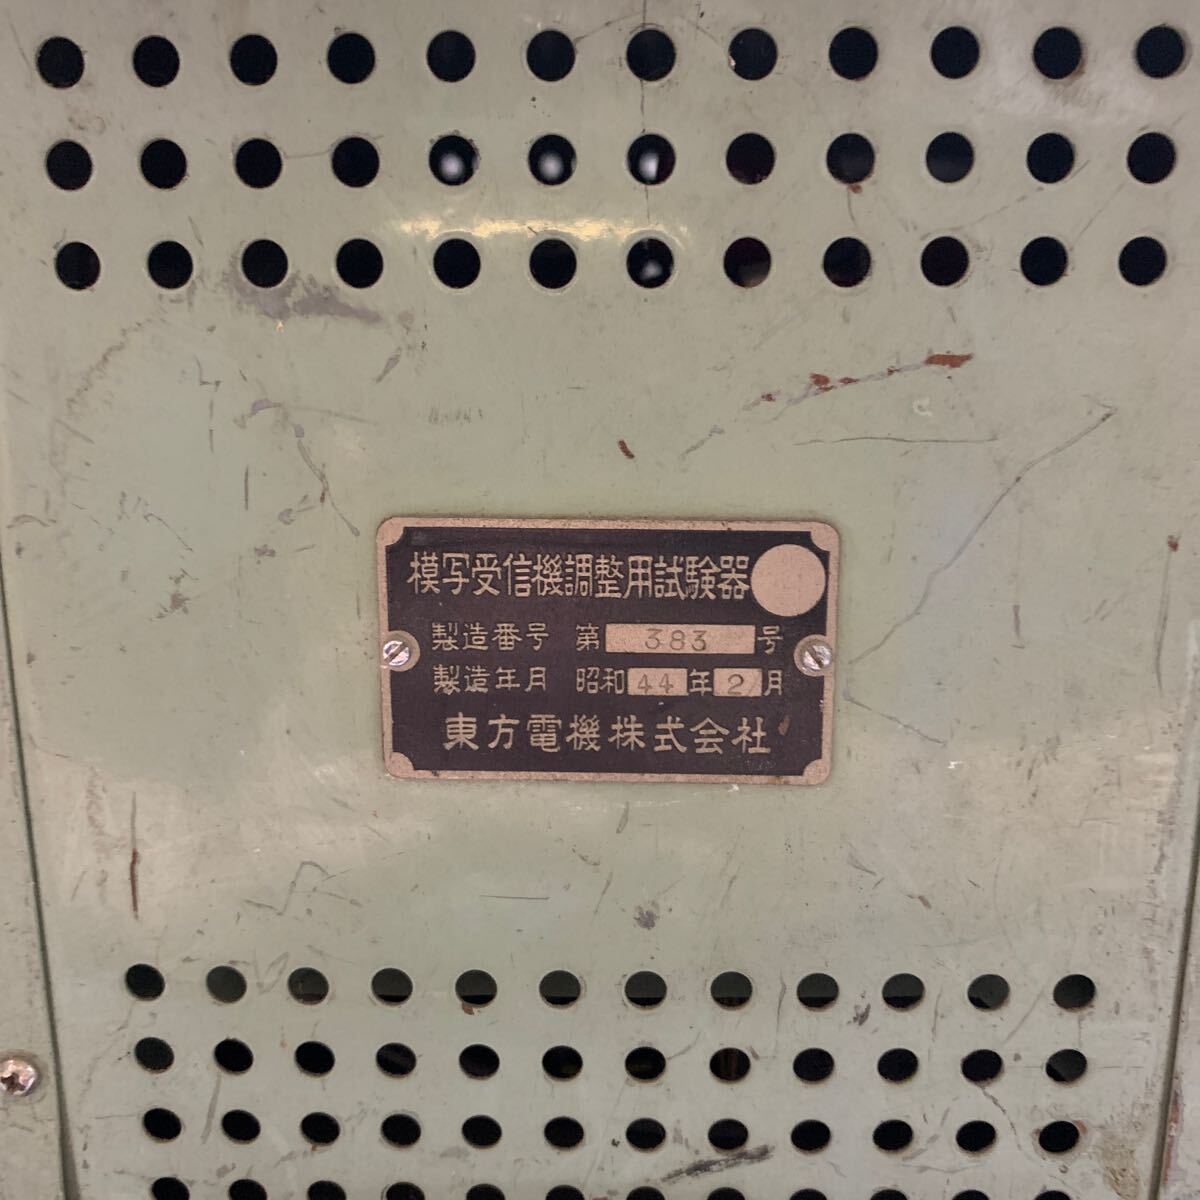 模写受信機調整用試験器
製造番号 第 383 号
製造年月 昭和 44 年 2 月
東方電機株式会社